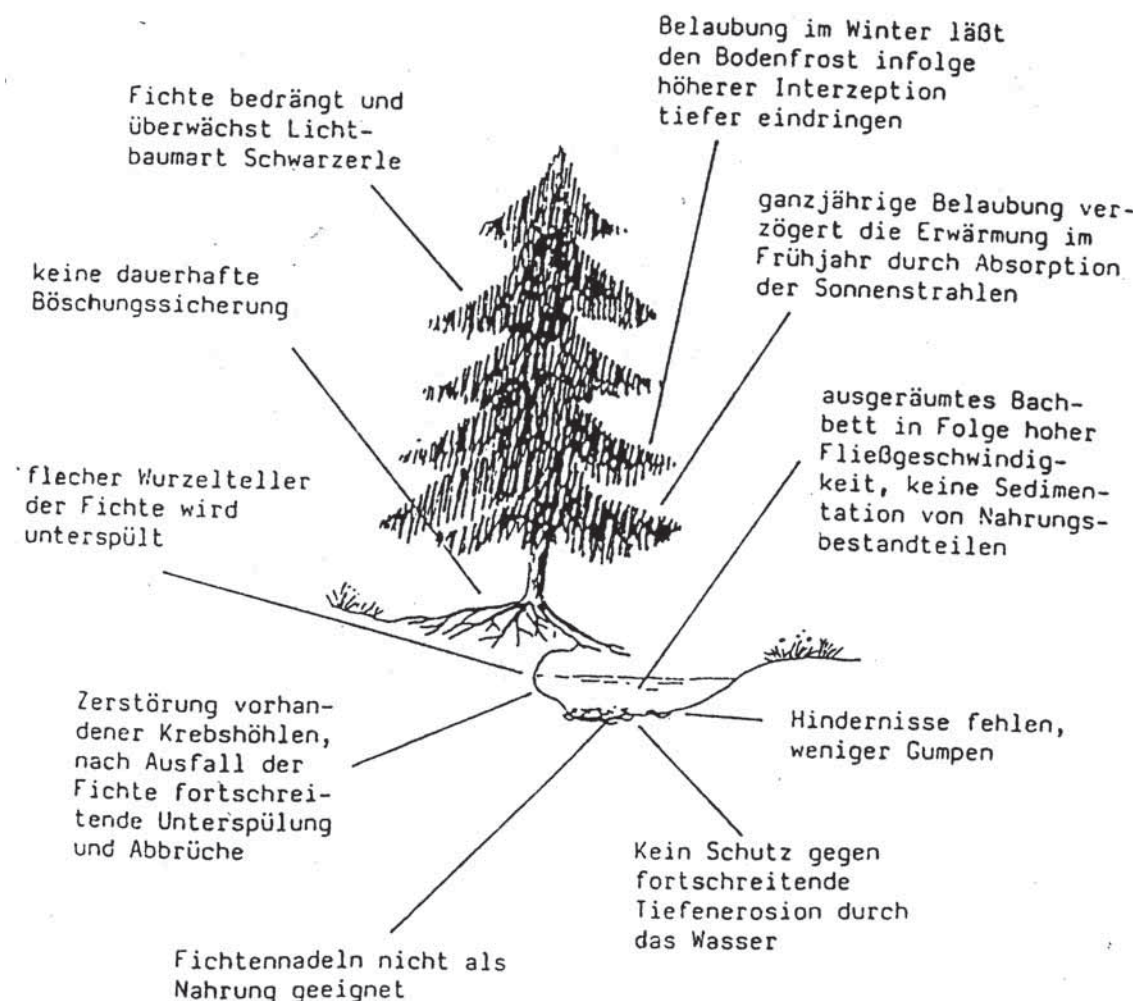 Belaubung im Winter läßt
den Bodenfrost infolge
höherer Interzeption
tiefer eindringen
Fichte bedrängt und
überwächst Licht-
baumart Schwarzerle
ganzjährige Belaubung ver-
zögert die Erwärmung im
Frühjahr durch Absorption
der Sonnenstrahlen
keine dauerhafte
Böschungssicherung
ausgeräumtes Bach-
bett in Folge hoher
Fließgeschwindig-
keit, keine Sedimen-
tation von Nahrungs-
bestandteilen
flecher Wurzelteller
der Fichte wird
unterspült
Zerstörung vorhan-
dener Krebshöhlen,
nach Ausfall der
Fichte fortschrei-
tende Unterspülung
und Abbrüche
Hindernisse fehlen,
weniger Gumpen
Kein Schutz gegen
fortschreitende
Tiefenerosion durch
das Wasser
Fichtennadeln nicht als
Nahrung geeignet